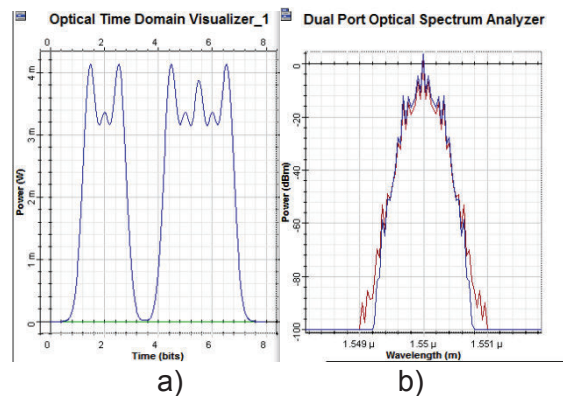 Optical Time Domain Visualizer_1
0 2 4 6 8
Power (W)
4 m
3 m
2 m
1 m
0
0 2 4 6 8
Time (bits)
a)
Dual Port Optical Spectrum Analyzer
Power (dBm)
0
-20
-40
-60
-80
-100
1.549 µ 1.55 µ 1.551 µ
Wavelength (m)
b)